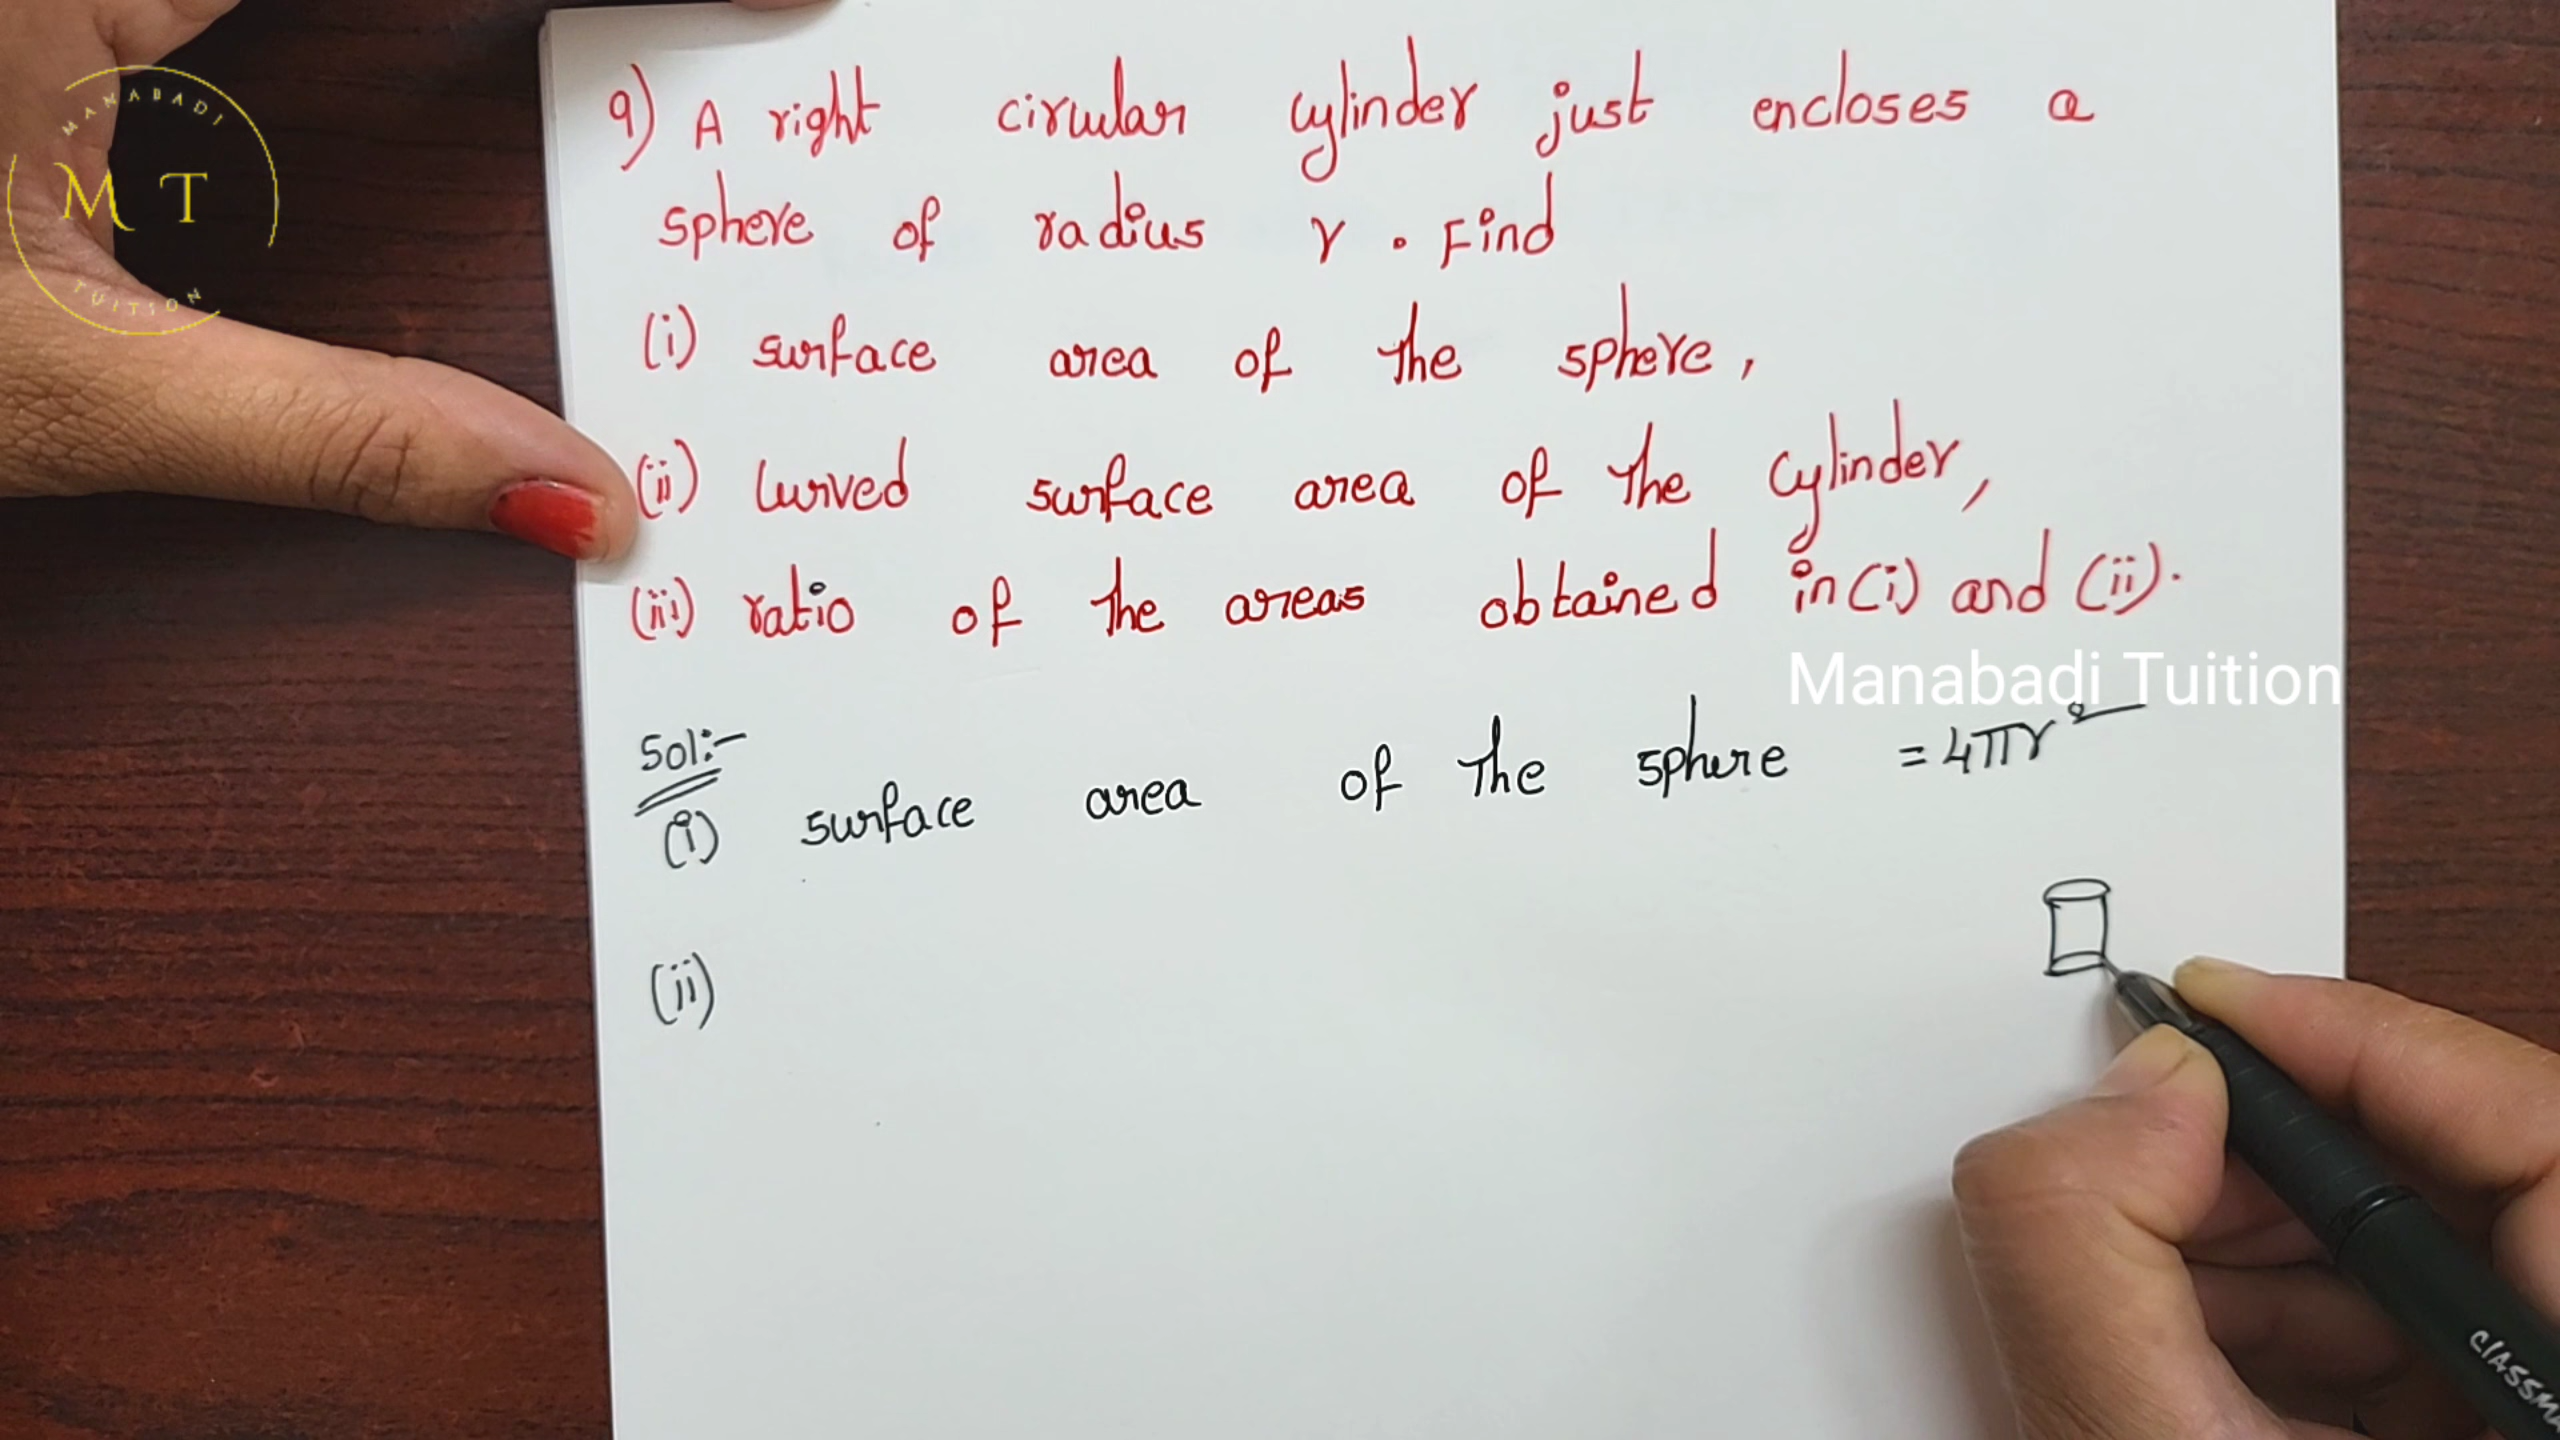 MANABADI
M T
TUITION
9) A right circular cylinder just encloses a
sphere of radius r. Find
(i) surface area of the sphere,
(ii) Curved surface area of the cylinder,
(iii) ratio of the areas obtained in (i) and (ii).
Manabadi Tuition
Sol:-
(i) surface area of the sphere = 4πr²
(ii)